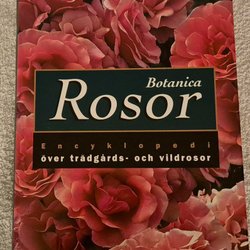 Botanica
Rosor
Encyklopedi
över trädgårds- och vildrosor